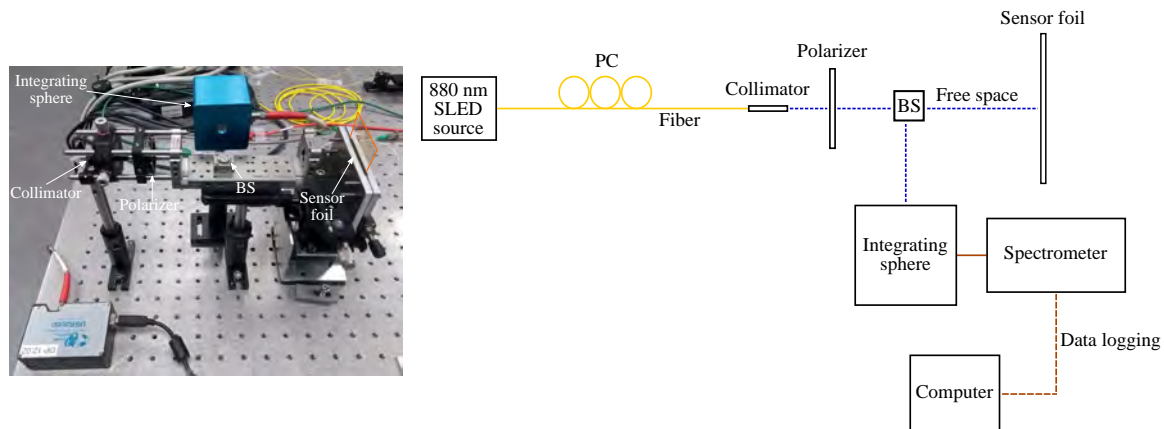 Integrating
sphere
Collimator
Polarizer
BS
Sensor foil
880 nm
SLED
source
PC
Fiber
Collimator
Polarizer
BS
Free space
Sensor foil
Integrating
sphere
Spectrometer
Data logging
Computer